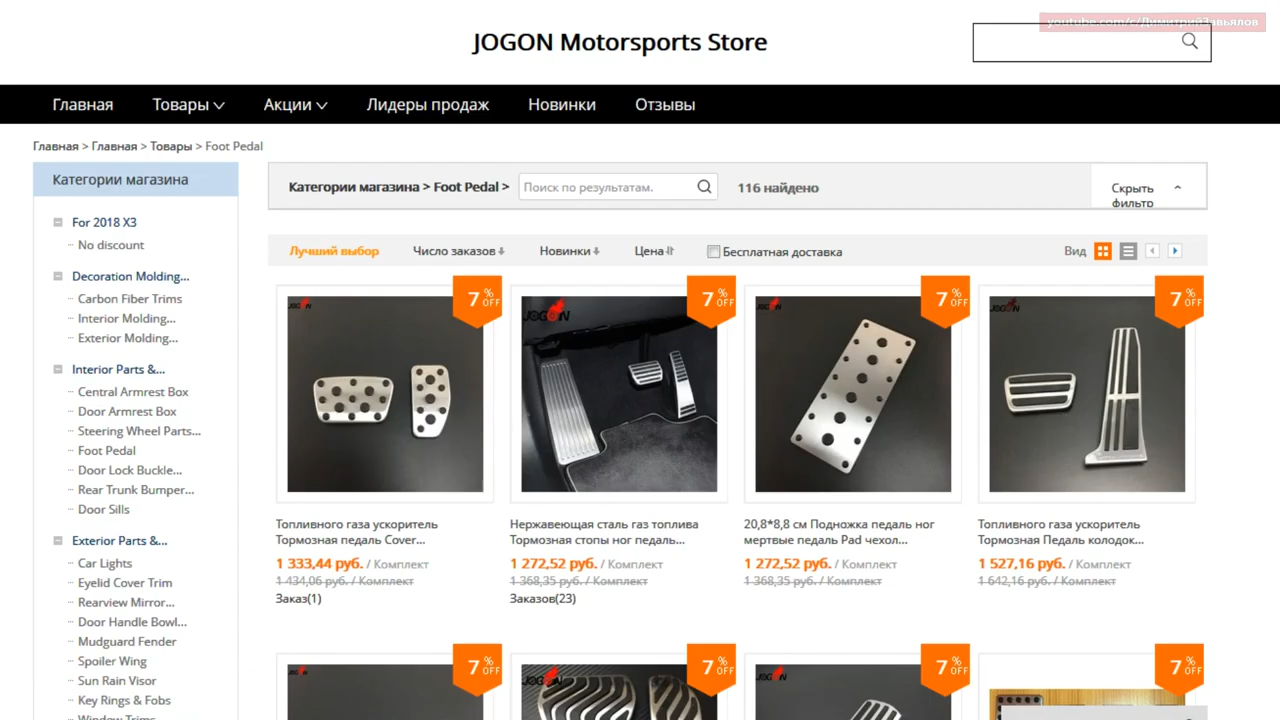 youtube.com/c/ДимитрийЗавьялов
JOGON Motorsports Store
Главная
Товары
Акции
Лидеры продаж
Новинки
Отзывы
Главная > Главная > Товары > Foot Pedal
Категории магазина
For 2018 X3
No discount
Decoration Molding...
Carbon Fiber Trims
Interior Molding...
Exterior Molding...
Interior Parts &...
Central Armrest Box
Door Armrest Box
Steering Wheel Parts...
Foot Pedal
Door Lock Buckle...
Rear Trunk Bumper...
Door Sills
Exterior Parts &...
Car Lights
Eyelid Cover Trim
Rearview Mirror...
Door Handle Bowl...
Mudguard Fender
Spoiler Wing
Sun Rain Visor
Key Rings & Fobs
Window Trims
Категории магазина > Foot Pedal >
Поиск по результатам.
116 найдено
Скрыть
фильтр
Лучший выбор
Число заказов
Новинки
Цена
Бесплатная доставка
Вид
JOGON
7 % OFF
JOGON
7 % OFF
JOGON
7 % OFF
JOGON
7 % OFF
Топливного газа ускоритель
Тормозная педаль Cover...
1 333,44 руб. / Комплект
1 434,06 руб. / Комплект
Заказ(1)
Нержавеющая сталь газ топлива
Тормозная стопы ног педаль...
1 272,52 руб. / Комплект
1 368,35 руб. / Комплект
Заказов(23)
20,8*8,8 см Подножка педаль ног
мертвые педаль Pad чехол...
1 272,52 руб. / Комплект
1 368,35 руб. / Комплект
Топливного газа ускоритель
Тормозная Педаль колодок...
1 527,16 руб. / Комплект
1 642,16 руб. / Комплект
JOGON
7 % OFF
JOGON
7 % OFF
JOGON
7 % OFF
7 % OFF